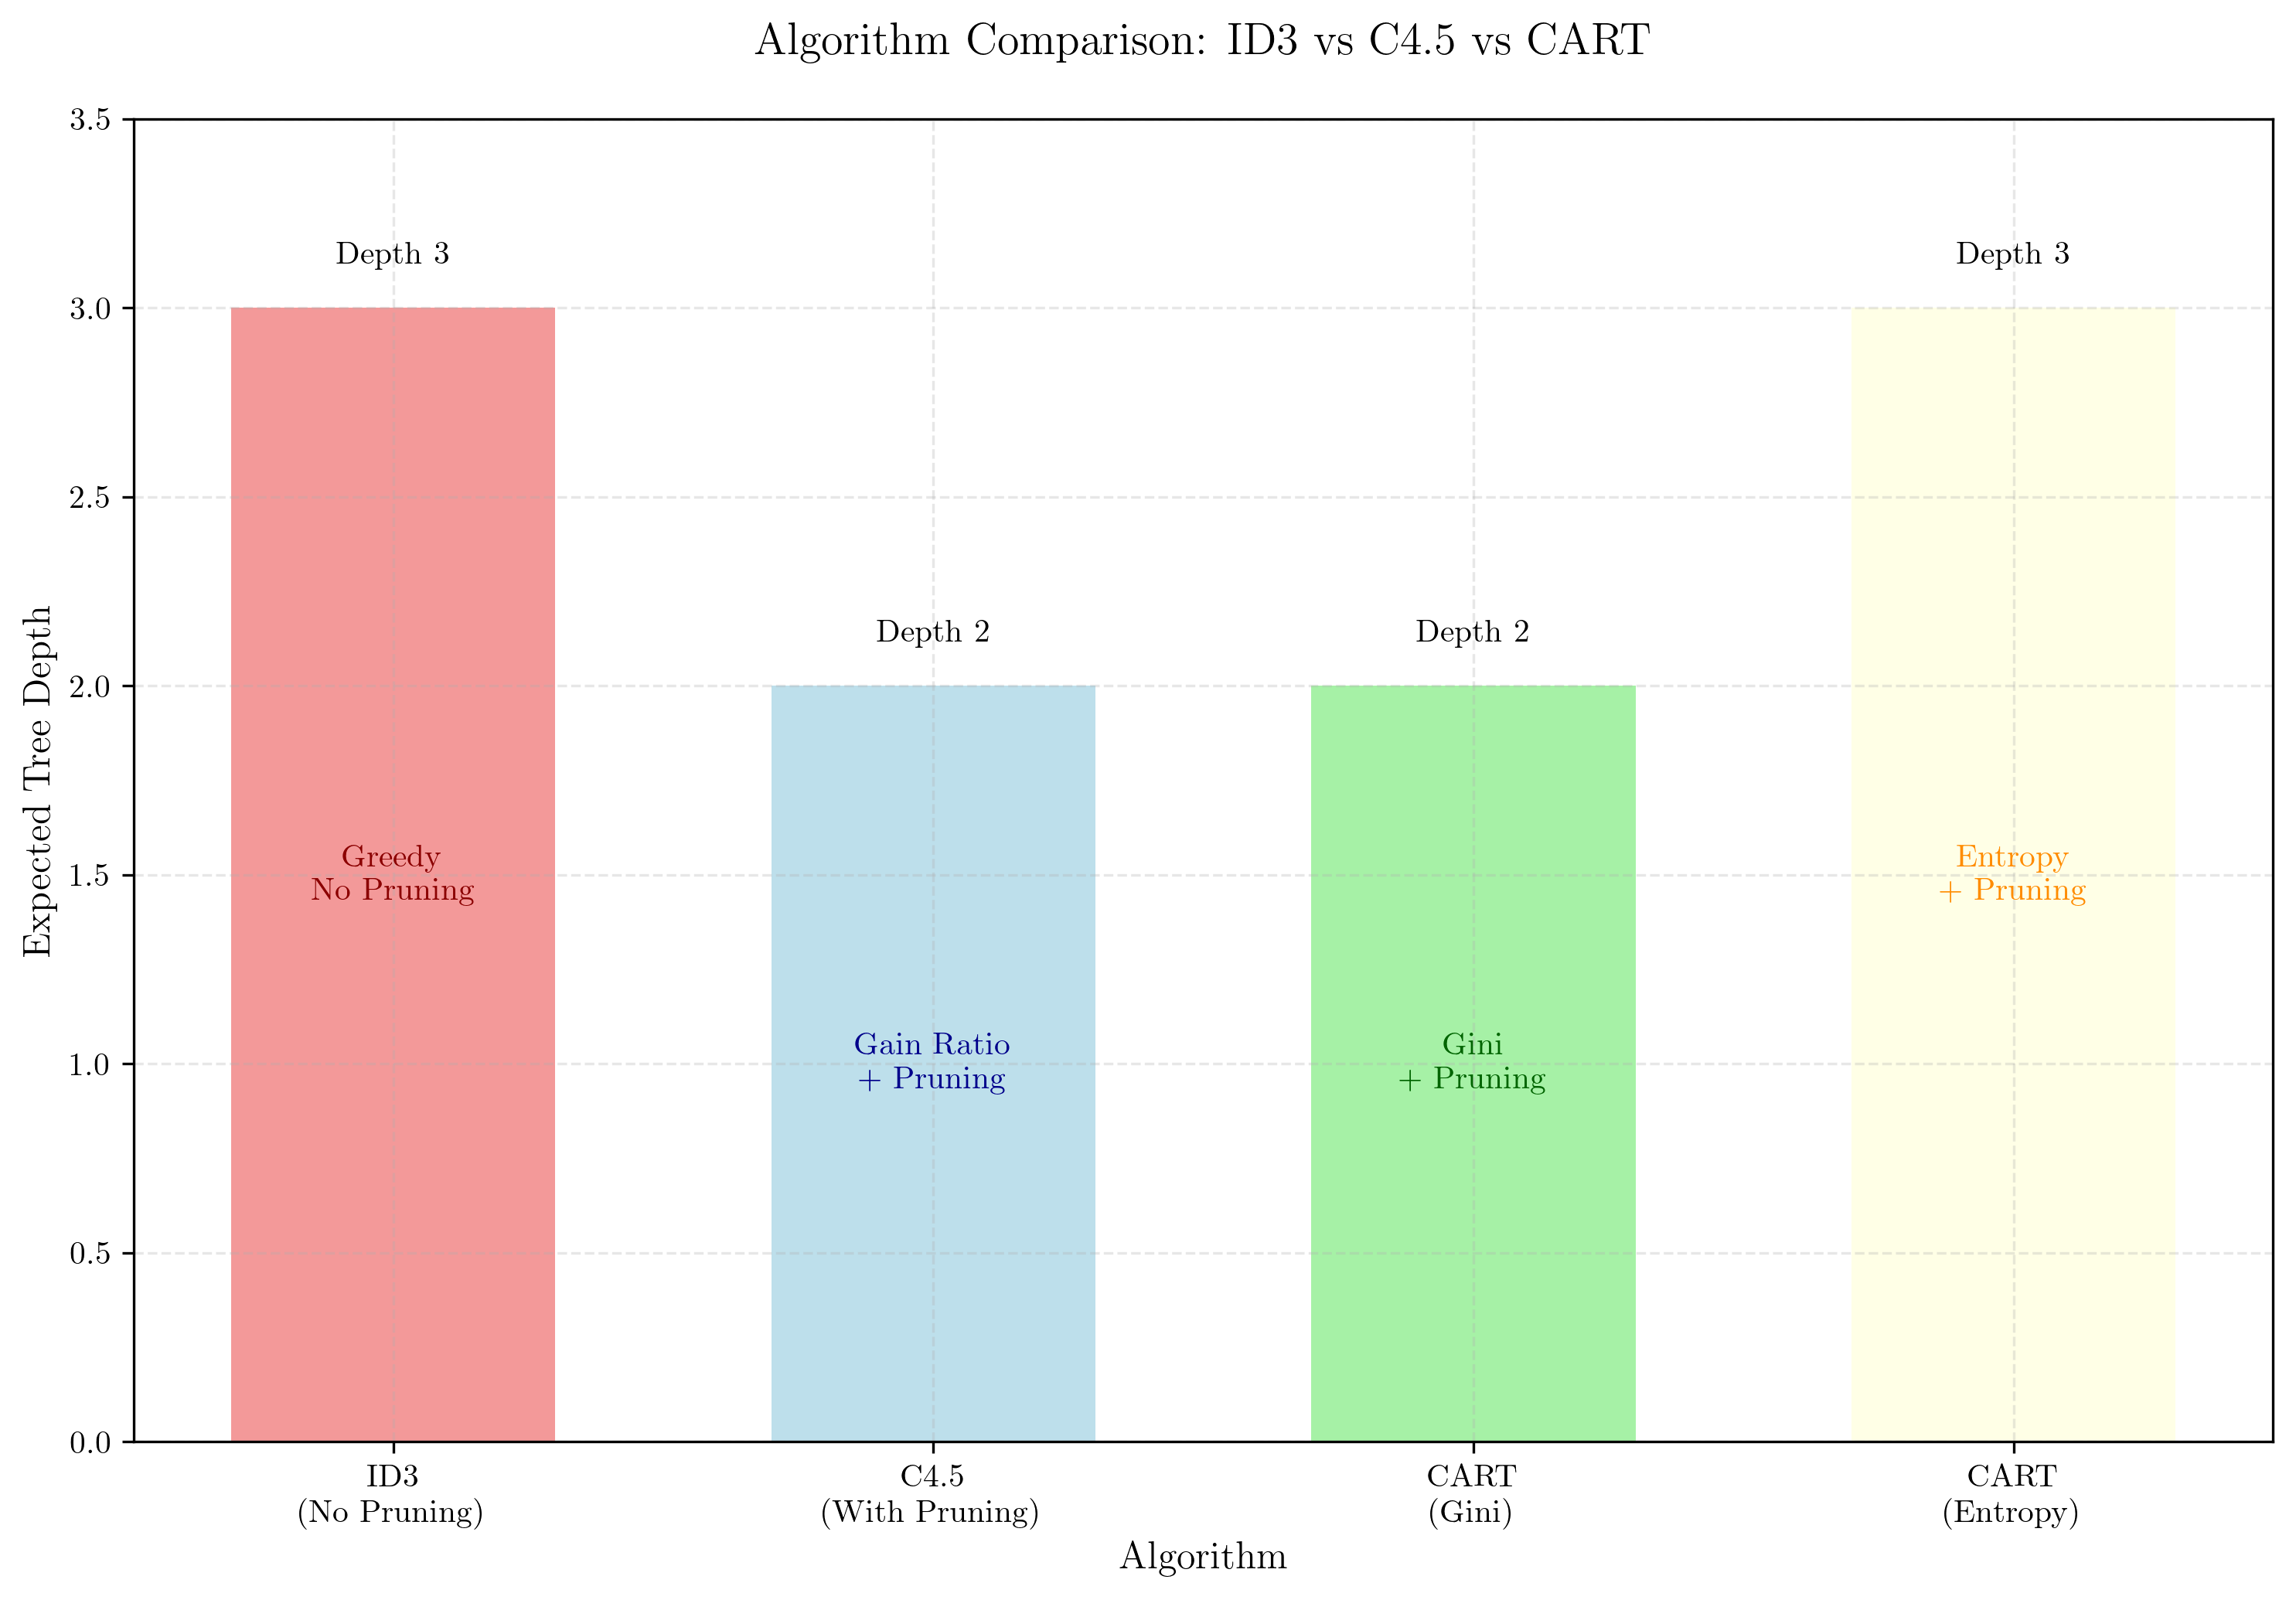 Algorithm Comparison: ID3 vs C4.5 vs CART
Expected Tree Depth
3.5
3.0
2.5
2.0
1.5
1.0
0.5
0.0
Depth 3
Depth 2
Depth 2
Depth 3
Greedy
No Pruning
Gain Ratio
+ Pruning
Gini
+ Pruning
Entropy
+ Pruning
ID3
(No Pruning)
C4.5
(With Pruning)
CART
(Gini)
CART
(Entropy)
Algorithm